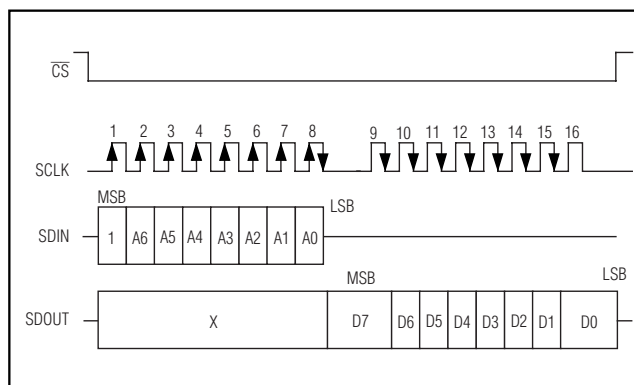 CS
1 2 3 4 5 6 7 8 9 10 11 12 13 14 15 16
SCLK
MSB LSB
SDIN 1 A6 A5 A4 A3 A2 A1 A0
MSB LSB
SDOUT X D7 D6 D5 D4 D3 D2 D1 D0